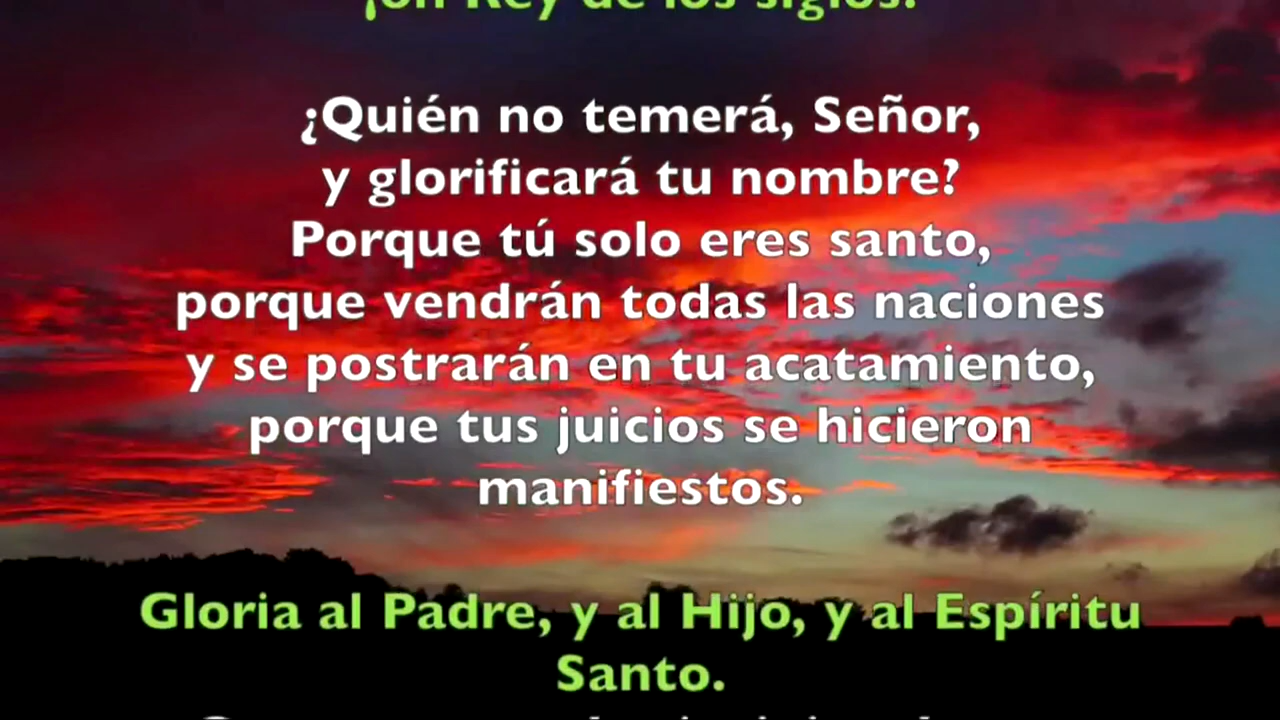 ¡oh Rey de los siglos!
¿Quién no temerá, Señor,
y glorificará tu nombre?
Porque tú solo eres santo,
porque vendrán todas las naciones
y se postrarán en tu acatamiento,
porque tus juicios se hicieron
manifiestos.
Gloria al Padre, y al Hijo, y al Espíritu
Santo.